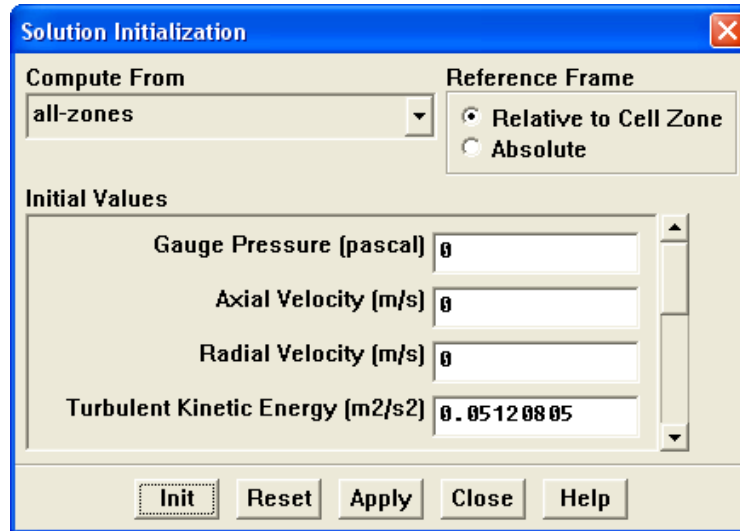 Solution Initialization
Compute From
all-zones
Reference Frame
Relative to Cell Zone
Absolute
Initial Values
Gauge Pressure (pascal) 0
Axial Velocity (m/s) 0
Radial Velocity (m/s) 0
Turbulent Kinetic Energy (m2/s2) 0.05120805
Init Reset Apply Close Help